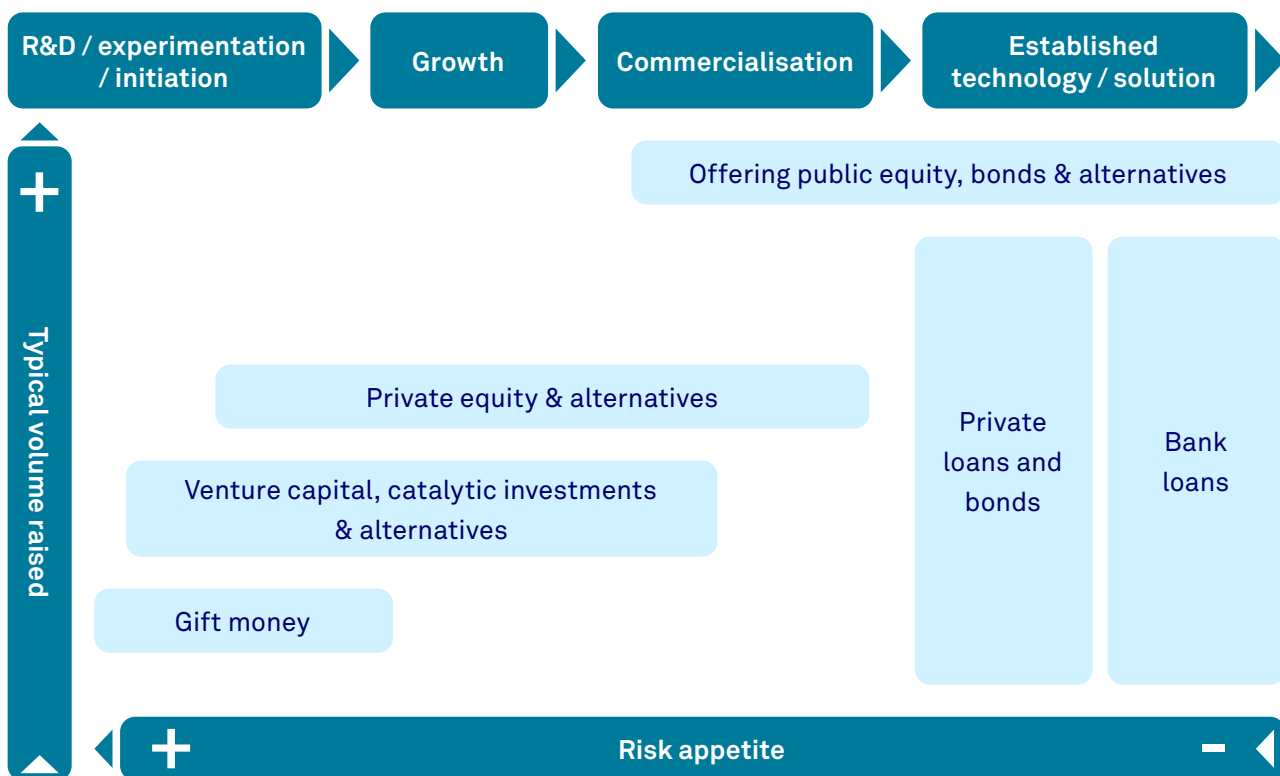 R&D / experimentation
/ initiation
Growth
Commercialisation
Established
technology / solution
+
Typical volume raised
Offering public equity, bonds & alternatives
Private equity & alternatives
Venture capital, catalytic investments
& alternatives
Gift money
Private
loans and
bonds
Bank
loans
+
Risk appetite
-